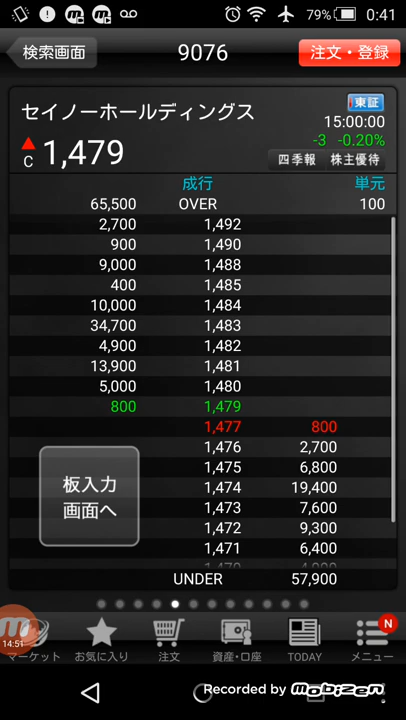 79% 0:41
検索画面 9076 注文・登録
セイノーホールディングス 東証
15:00:00
-3 -0.20%
C 1,479 四季報 株主優待
成行 単元
65,500 OVER 100
2,700 1,492
900 1,490
9,000 1,488
400 1,485
10,000 1,484
34,700 1,483
4,900 1,482
13,900 1,481
5,000 1,480
800 1,479
1,477 800
1,476 2,700
1,475 6,800
1,474 19,400
1,473 7,600
1,472 9,300
1,471 6,400
板入力
画面へ
UNDER 57,900
N
14:51
マーケット お気に入り 注文 資産・口座 TODAY メニュー
Recorded by mobizen